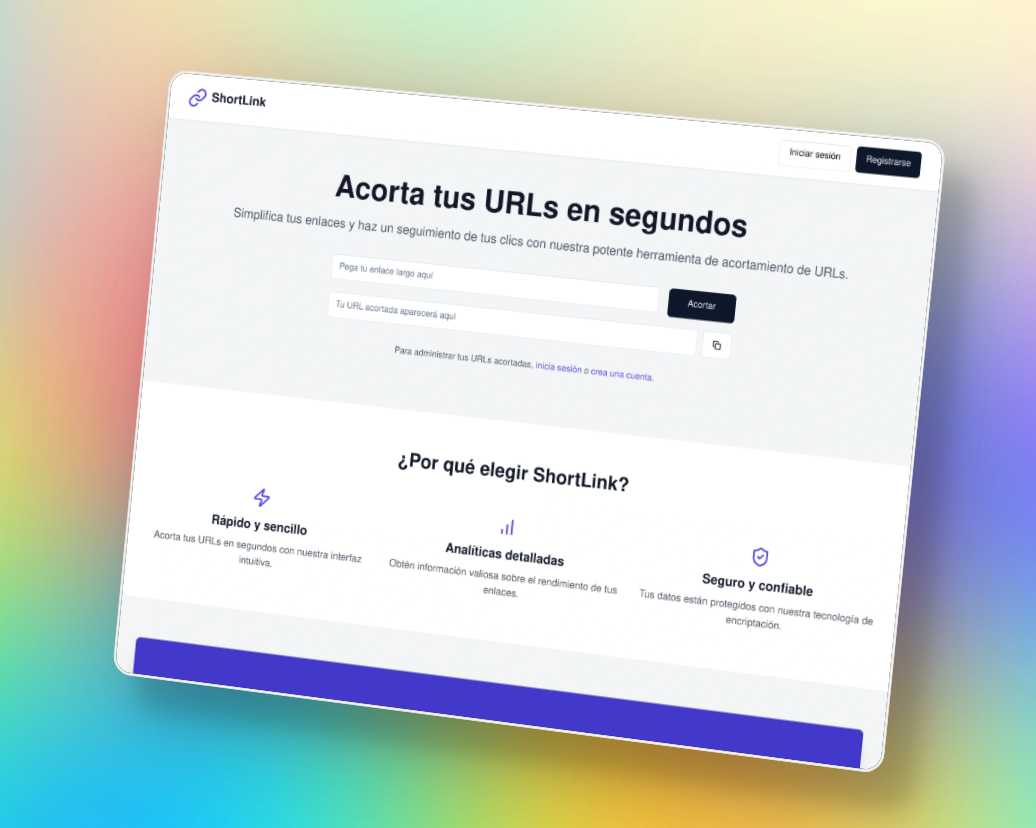 ShortLink
Iniciar sesión
Registrarse
Acorta tus URLs en segundos
Simplifica tus enlaces y haz un seguimiento de tus clics con nuestra potente herramienta de acortamiento de URLs.
Pega tu enlace largo aquí
Acortar
Tu URL acortada aparecerá aquí
Para administrar tus URLs acortadas, inicia sesión o crea una cuenta.
¿Por qué elegir ShortLink?
Rápido y sencillo
Acorta tus URLs en segundos con nuestra interfaz
intuitiva.
Analíticas detalladas
Obtén información valiosa sobre el rendimiento de tus
enlaces.
Seguro y confiable
Tus datos están protegidos con nuestra tecnología de
encriptación.